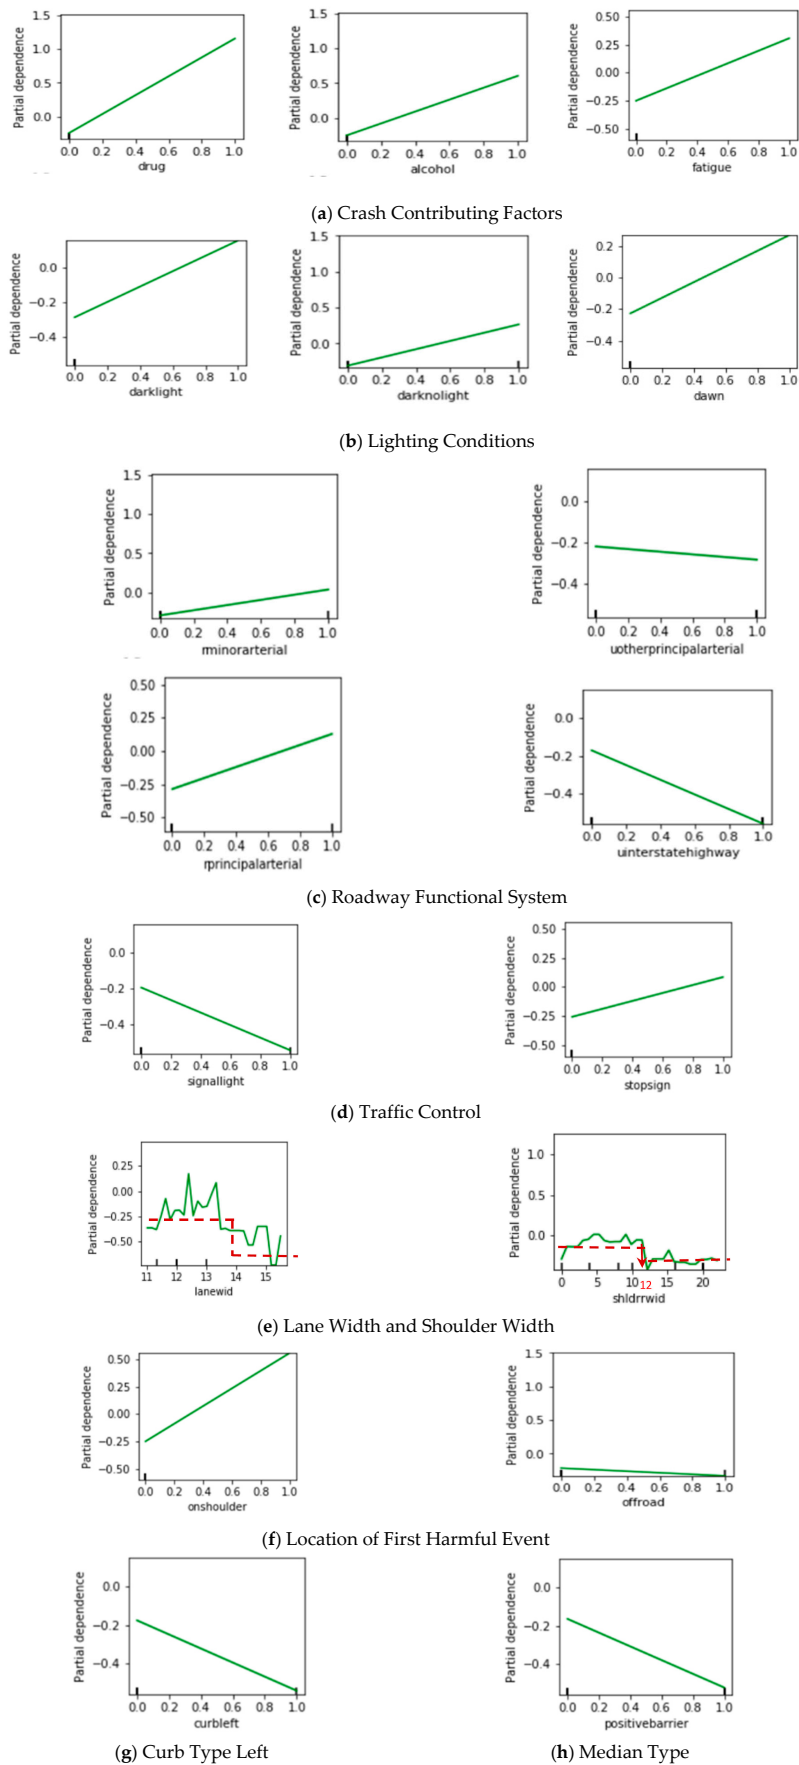 1.5
1.0
0.5
0.0
Partial dependence
0.0 0.2 0.4 0.6 0.8 1.0
drug
1.5
1.0
0.5
0.0
Partial dependence
0.0 0.2 0.4 0.6 0.8 1.0
alcohol
0.50
0.25
0.00
−0.25
−0.50
Partial dependence
0.0 0.2 0.4 0.6 0.8 1.0
fatigue
(a) Crash Contributing Factors
0.0
−0.2
−0.4
Partial dependence
0.0 0.2 0.4 0.6 0.8 1.0
darklight
1.5
1.0
0.5
0.0
Partial dependence
0.0 0.2 0.4 0.6 0.8 1.0
darknolight
0.2
0.0
−0.2
−0.4
Partial dependence
0.0 0.2 0.4 0.6 0.8 1.0
dawn
(b) Lighting Conditions
1.5
1.0
0.5
0.0
Partial dependence
0.0 0.2 0.4 0.6 0.8 1.0
rminorarterial
0.0
−0.2
−0.4
Partial dependence
0.0 0.2 0.4 0.6 0.8 1.0
uotherprincipalarterial
0.50
0.25
0.00
−0.25
−0.50
Partial dependence
0.0 0.2 0.4 0.6 0.8 1.0
rprincipalarterial
0.0
−0.2
−0.4
Partial dependence
0.0 0.2 0.4 0.6 0.8 1.0
uinterstatehighway
(c) Roadway Functional System
0.0
−0.2
−0.4
Partial dependence
0.0 0.2 0.4 0.6 0.8 1.0
signallight
0.50
0.25
0.00
−0.25
−0.50
Partial dependence
0.0 0.2 0.4 0.6 0.8 1.0
stopsign
(d) Traffic Control
0.25
0.00
−0.25
−0.50
Partial dependence
11 12 13 14 15
lanewid
1.0
0.5
0.0
Partial dependence
0 5 10 15 20
12
shldrrwid
(e) Lane Width and Shoulder Width
0.50
0.25
0.00
−0.25
−0.50
Partial dependence
0.0 0.2 0.4 0.6 0.8 1.0
onshoulder
1.5
1.0
0.5
0.0
Partial dependence
0.0 0.2 0.4 0.6 0.8 1.0
offroad
(f) Location of First Harmful Event
0.0
−0.2
−0.4
Partial dependence
0.0 0.2 0.4 0.6 0.8 1.0
curbleft
0.0
−0.2
−0.4
Partial dependence
0.0 0.2 0.4 0.6 0.8 1.0
positivebarrier
(g) Curb Type Left
(h) Median Type